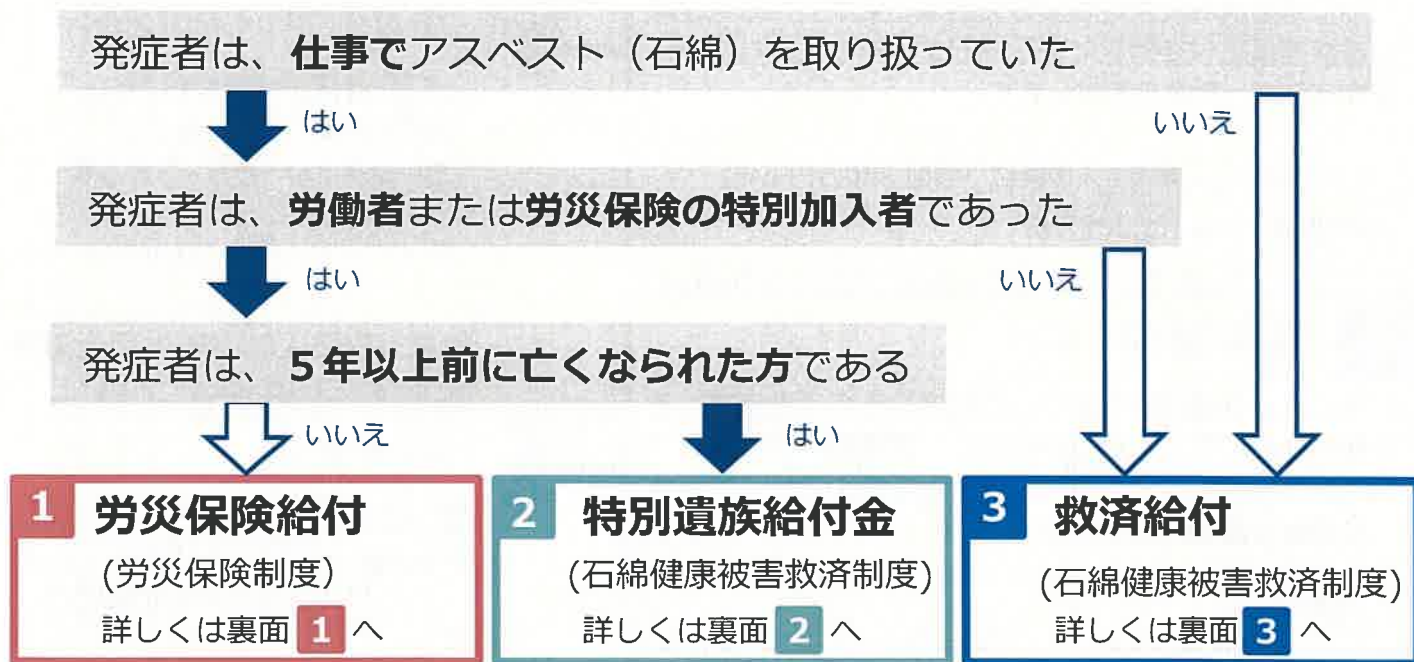 発症者は、仕事でアスベスト（石綿）を取り扱っていた
はい
いいえ
発症者は、労働者または労災保険の特別加入者であった
はい
いいえ
発症者は、５年以上前に亡くなられた方である
いいえ
はい
1 労災保険給付
(労災保険制度）
詳しくは裏面 1 へ
2 特別遺族給付金
(石綿健康被害救済制度)
詳しくは裏面 2 へ
3 救済給付
(石綿健康被害救済制度)
詳しくは裏面 3 へ